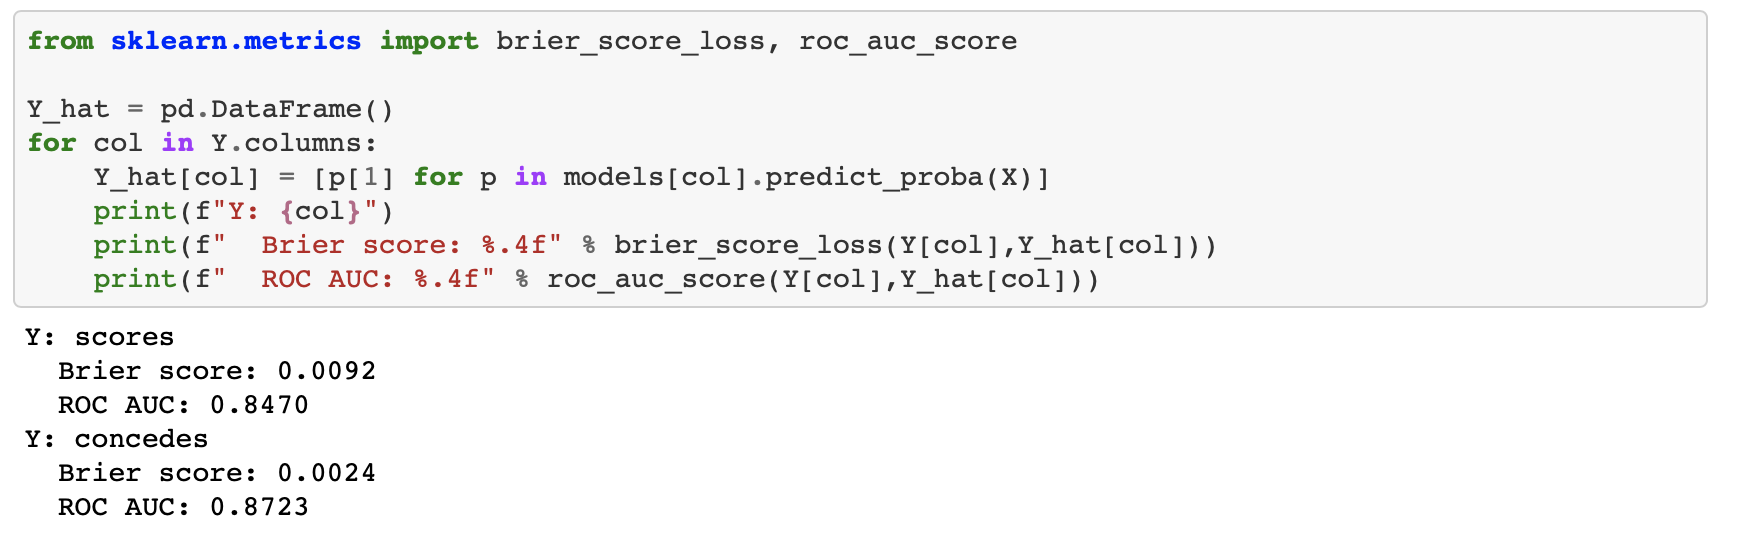 from sklearn.metrics import brier_score_loss, roc_auc_score
Y_hat = pd.DataFrame()
for col in Y.columns:
    Y_hat[col] = [p[1] for p in models[col].predict_proba(X)]
    print(f"Y: {col}")
    print(f"  Brier score: %.4f" % brier_score_loss(Y[col],Y_hat[col]))
    print(f"  ROC AUC: %.4f" % roc_auc_score(Y[col],Y_hat[col]))
Y: scores
  Brier score: 0.0092
  ROC AUC: 0.8470
Y: concedes
  Brier score: 0.0024
  ROC AUC: 0.8723